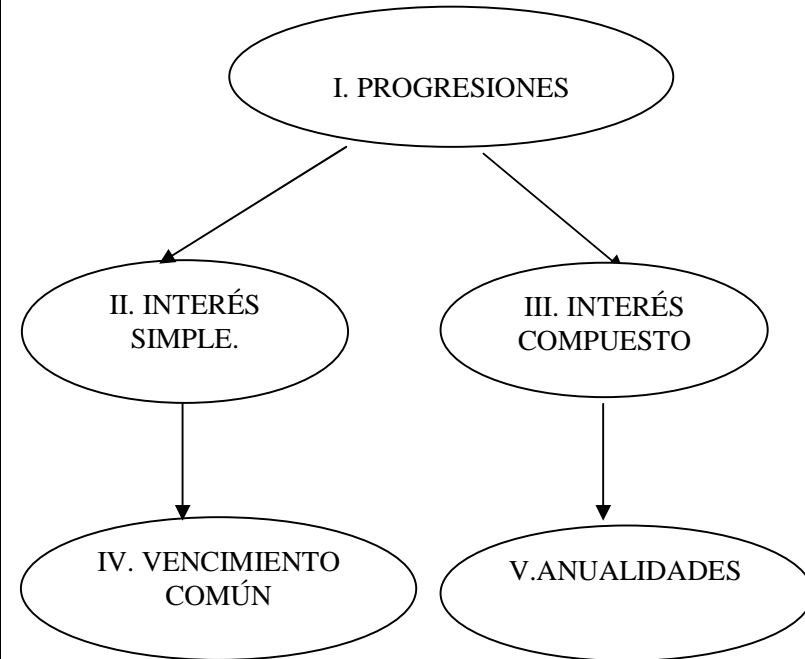 I. PROGRESIONES
II. INTERÉS
SIMPLE.
III. INTERÉS
COMPUESTO
IV. VENCIMIENTO
COMÚN
V.ANUALIDADES